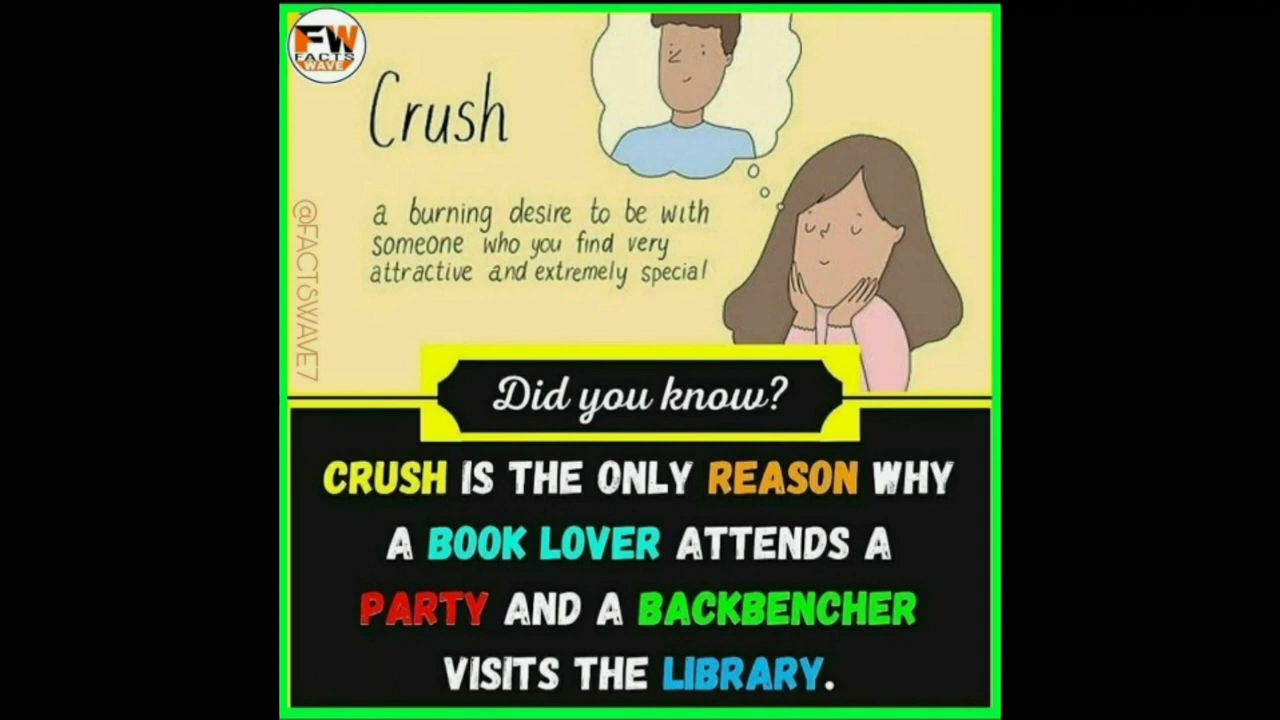 FW
FACTS
WAVE
Crush
a burning desire to be with
someone who you find very
attractive and extremely special
@FACTSWAVE7
Did you know?
CRUSH IS THE ONLY REASON WHY
A BOOK LOVER ATTENDS A
PARTY AND A BACKBENCHER
VISITS THE LIBRARY.